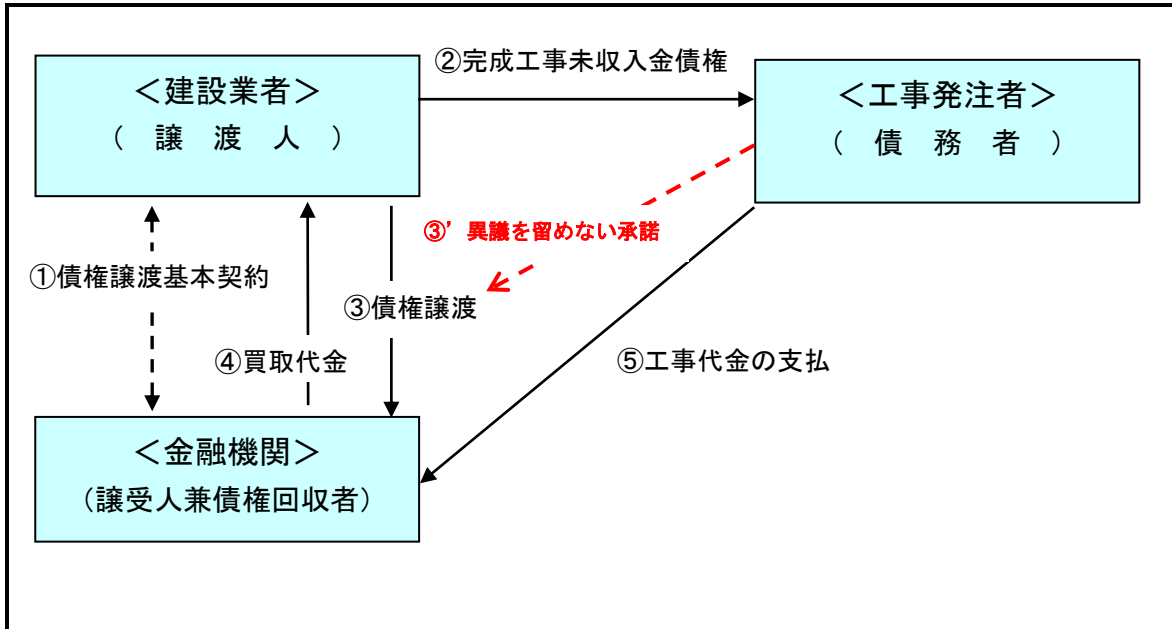 ②完成工事未収入金債権
＜建設業者＞
（　譲　渡　人　）
＜工事発注者＞
（　債　務　者　）
③’異議を留めない承諾
①債権譲渡基本契約
③債権譲渡
④買取代金
⑤工事代金の支払
＜金融機関＞
（譲受人兼債権回収者）